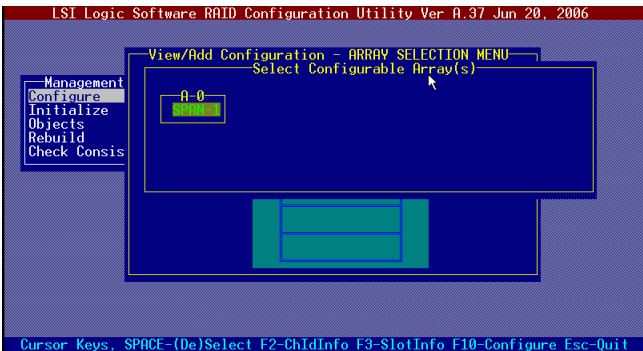 LSI Logic Software RAID Configuration Utility Ver A.37 Jun 20, 2006
View/Add Configuration - ARRAY SELECTION MENU
Select Configurable Array(s)
Management
Configure
Initialize
Objects
Rebuild
Check Consis
A-0
SPAN-1
Cursor Keys, SPACE-(De)Select F2-ChIdInfo F3-SlotInfo F10-Configure Esc-Quit